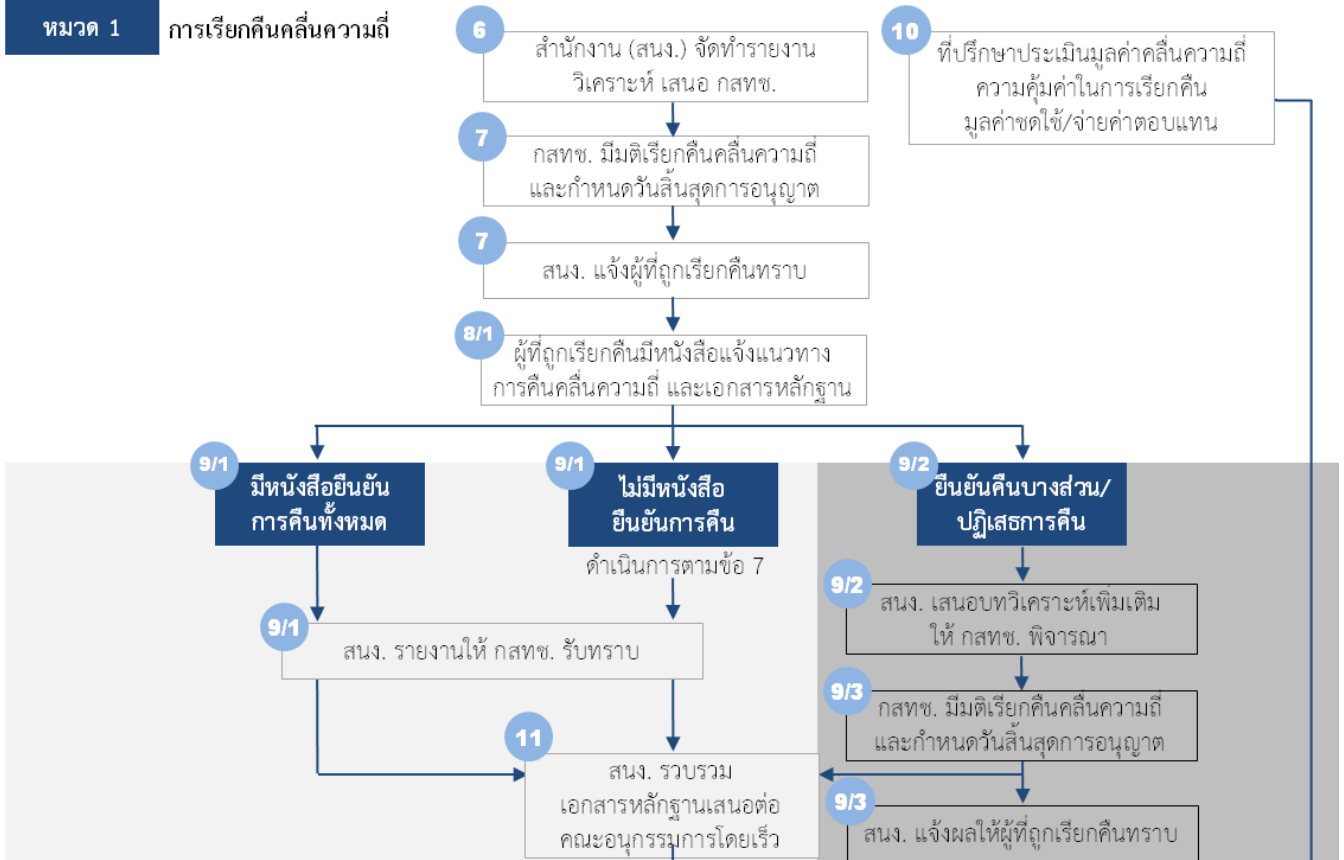 หมวด 1
การเรียกคืนคลื่นความถี่
6
สำนักงาน (สนง.) จัดทำรายงาน
วิเคราะห์ เสนอ กสทช.
10
ที่ปรึกษาประเมินมูลค่าคลื่นความถี่
ความคุ้มค่าในการเรียกคืน
มูลค่าชดใช้/จ่ายค่าตอบแทน
7
กสทช. มีมติเรียกคืนคลื่นความถี่
และกำหนดวันสิ้นสุดการอนุญาต
7
สนง. แจ้งผู้ที่ถูกเรียกคืนทราบ
8/1
ผู้ที่ถูกเรียกคืนมีหนังสือแจ้งแนวทาง
การคืนคลื่นความถี่ และเอกสารหลักฐาน
9/1
มีหนังสือยืนยัน
การคืนทั้งหมด
9/1
ไม่มีหนังสือ
ยืนยันการคืน
ดำเนินการตามข้อ 7
9/2
ยืนยันคืนบางส่วน/
ปฏิเสธการคืน
9/1
สนง. รายงานให้ กสทช. รับทราบ
9/2
สนง. เสนอบทวิเคราะห์เพิ่มเติม
ให้ กสทช. พิจารณา
9/3
กสทช. มีมติเรียกคืนคลื่นความถี่
และกำหนดวันสิ้นสุดการอนุญาต
11
สนง. รวบรวม
เอกสารหลักฐานเสนอต่อ
คณะอนุกรรมการโดยเร็ว
9/3
สนง. แจ้งผลให้ผู้ที่ถูกเรียกคืนทราบ